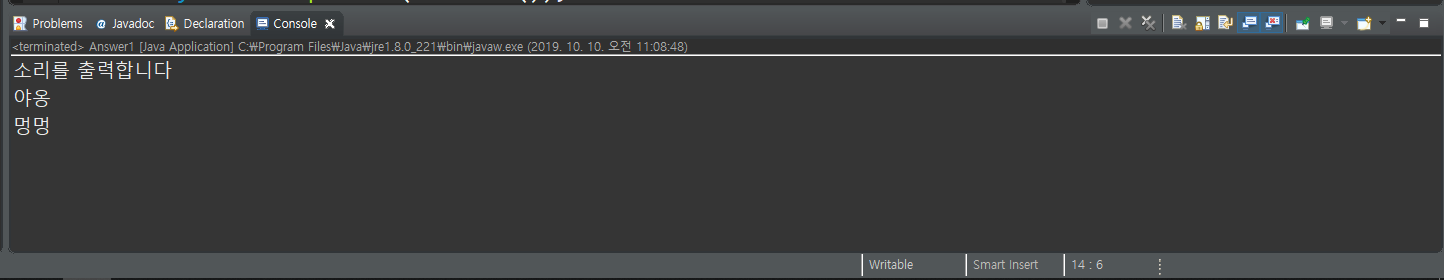 Problems @ Javadoc Declaration Console
<terminated> Answer1 [Java Application] C:₩Program Files₩Java₩jre1.8.0_221₩bin₩javaw.exe (2019. 10. 10. 오전 11:08:48)
소리를 출력합니다
야옹
멍멍
Writable Smart Insert 14 : 6